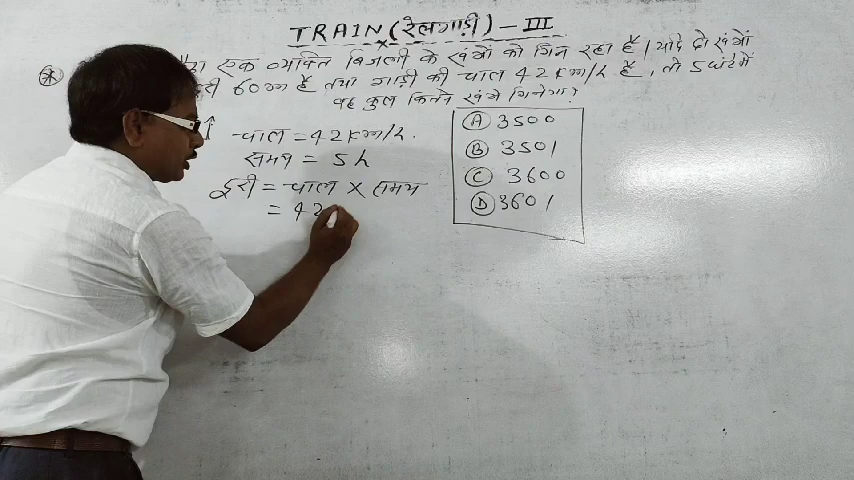 TRAIN (रेलगाड़ी) - III
एक व्यक्ति बिजली के खंभों को गिन रहा है। यदि दो खंभों
60m है तथा गाड़ी की चाल 42 km/h है, तो 5 घंटे में
वह कुल कितने खंभे गिनेगा?
चाल = 42 km/h.
समय = 5 h
दूरी = चाल × समय
= 42
(A) 3500
(B) 3501
(C) 3600
(D) 3601